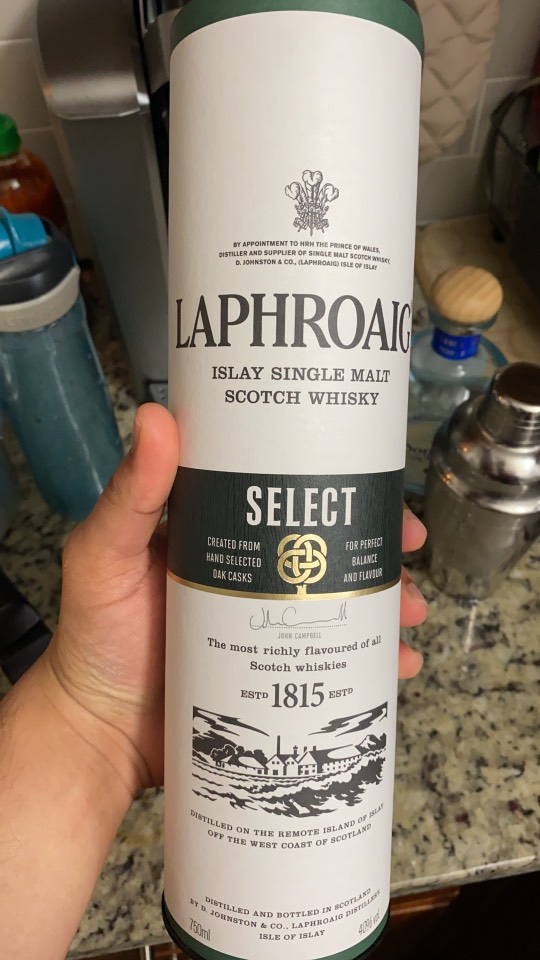 BY APPOINTMENT TO HRH THE PRINCE OF WALES,
DISTILLER AND SUPPLIER OF SINGLE MALT SCOTCH WHISKY,
D. JOHNSTON & CO., (LAPHROAIG) ISLE OF ISLAY
LAPHROAIG
ISLAY SINGLE MALT
SCOTCH WHISKY
SELECT
CREATED FROM
HAND SELECTED
OAK CASKS
FOR PERFECT
BALANCE
AND FLAVOUR
JOHN CAMPBELL
The most richly flavoured of all
Scotch whiskies
ESTD 1815 ESTD
DISTILLED ON THE REMOTE ISLAND OF ISLAY
OFF THE WEST COAST OF SCOTLAND
DISTILLED AND BOTTLED IN SCOTLAND
BY D. JOHNSTON & CO., LAPHROAIG DISTILLERY,
ISLE OF ISLAY
750ml
40% vol